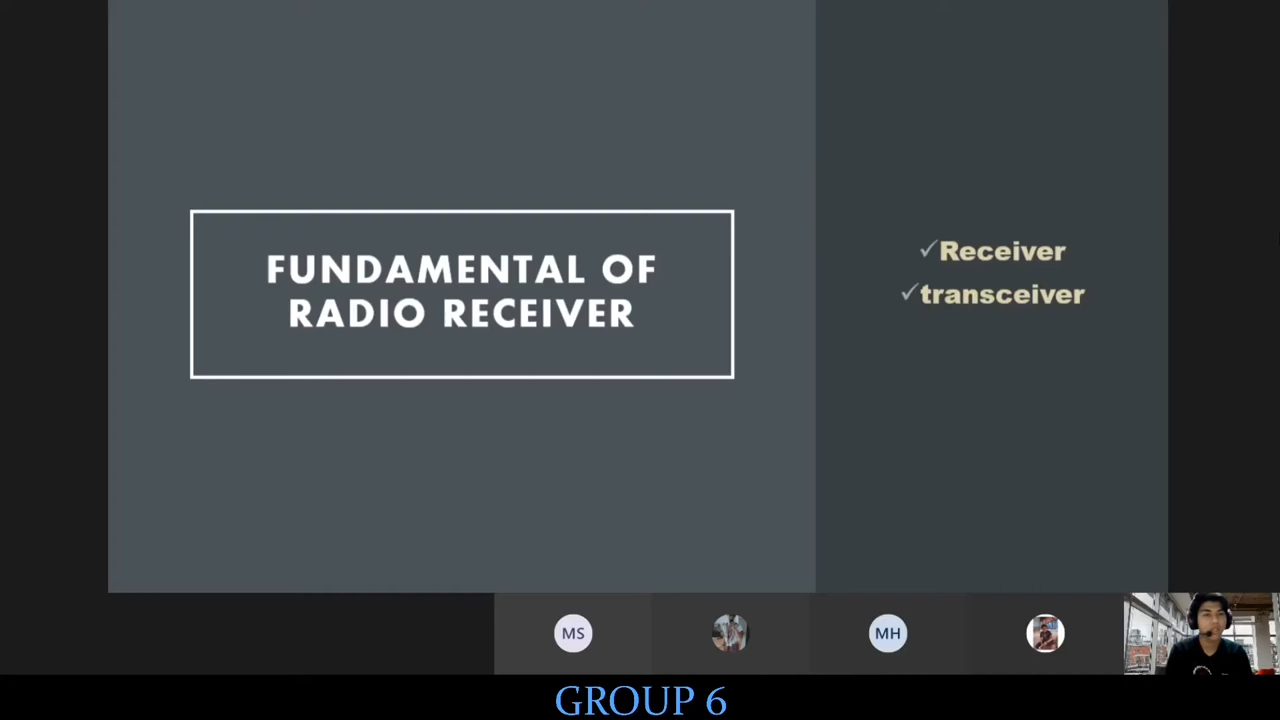 FUNDAMENTAL OF
RADIO RECEIVER
✓Receiver
✓transceiver
MS
MH
GROUP 6